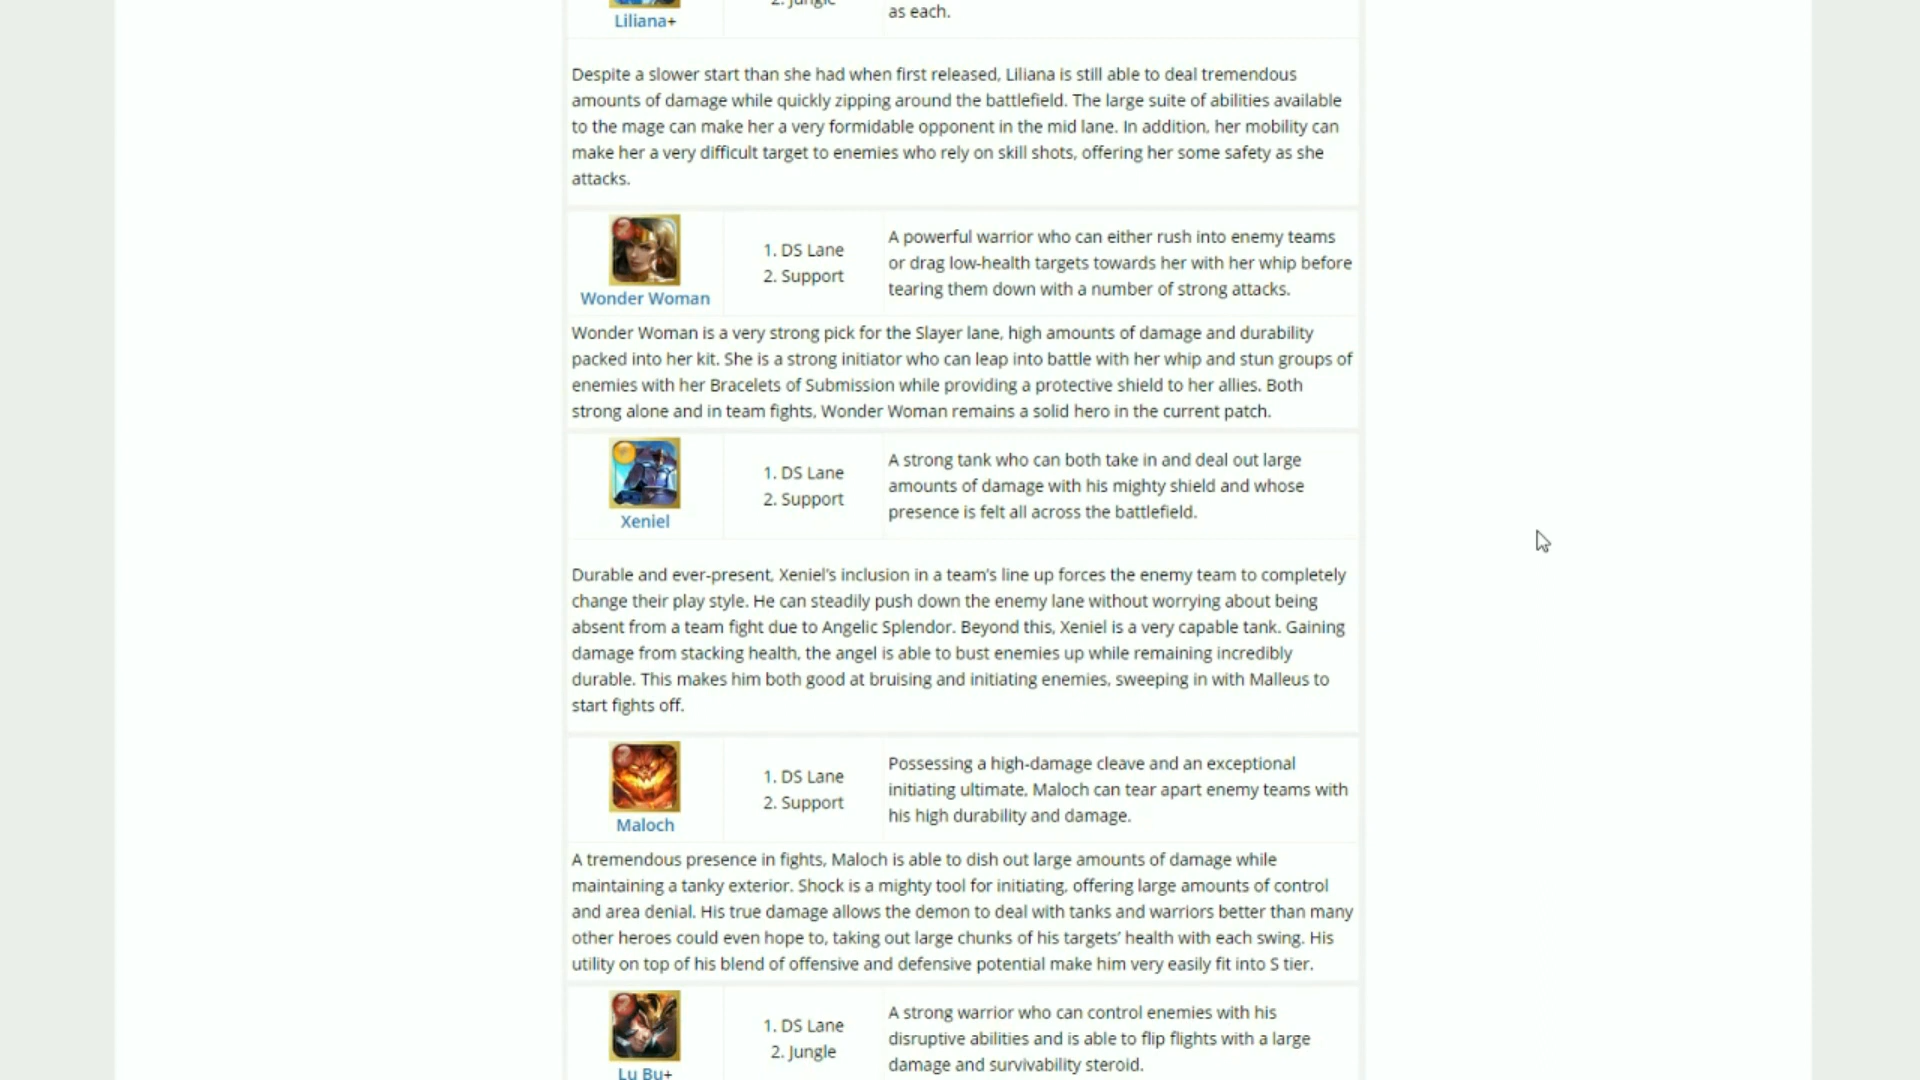 2. Jungle
as each.
Liliana+
Despite a slower start than she had when first released, Liliana is still able to deal tremendous
amounts of damage while quickly zipping around the battlefield. The large suite of abilities available
to the mage can make her a very formidable opponent in the mid lane. In addition, her mobility can
make her a very difficult target to enemies who rely on skill shots, offering her some safety as she
attacks.
Wonder Woman
1. DS Lane
2. Support
A powerful warrior who can either rush into enemy teams
or drag low-health targets towards her with her whip before
tearing them down with a number of strong attacks.
Wonder Woman is a very strong pick for the Slayer lane, high amounts of damage and durability
packed into her kit. She is a strong initiator who can leap into battle with her whip and stun groups of
enemies with her Bracelets of Submission while providing a protective shield to her allies. Both
strong alone and in team fights, Wonder Woman remains a solid hero in the current patch.
Xeniel
1. DS Lane
2. Support
A strong tank who can both take in and deal out large
amounts of damage with his mighty shield and whose
presence is felt all across the battlefield.
Durable and ever-present, Xeniel's inclusion in a team's line up forces the enemy team to completely
change their play style. He can steadily push down the enemy lane without worrying about being
absent from a team fight due to Angelic Splendor. Beyond this, Xeniel is a very capable tank. Gaining
damage from stacking health, the angel is able to bust enemies up while remaining incredibly
durable. This makes him both good at bruising and initiating enemies, sweeping in with Malleus to
start fights off.
Maloch
1. DS Lane
2. Support
Possessing a high-damage cleave and an exceptional
initiating ultimate, Maloch can tear apart enemy teams with
his high durability and damage.
A tremendous presence in fights, Maloch is able to dish out large amounts of damage while
maintaining a tanky exterior. Shock is a mighty tool for initiating, offering large amounts of control
and area denial. His true damage allows the demon to deal with tanks and warriors better than many
other heroes could even hope to, taking out large chunks of his targets' health with each swing. His
utility on top of his blend of offensive and defensive potential make him very easily fit into S tier.
Lu Bu+
1. DS Lane
2. Jungle
A strong warrior who can control enemies with his
disruptive abilities and is able to flip flights with a large
damage and survivability steroid.